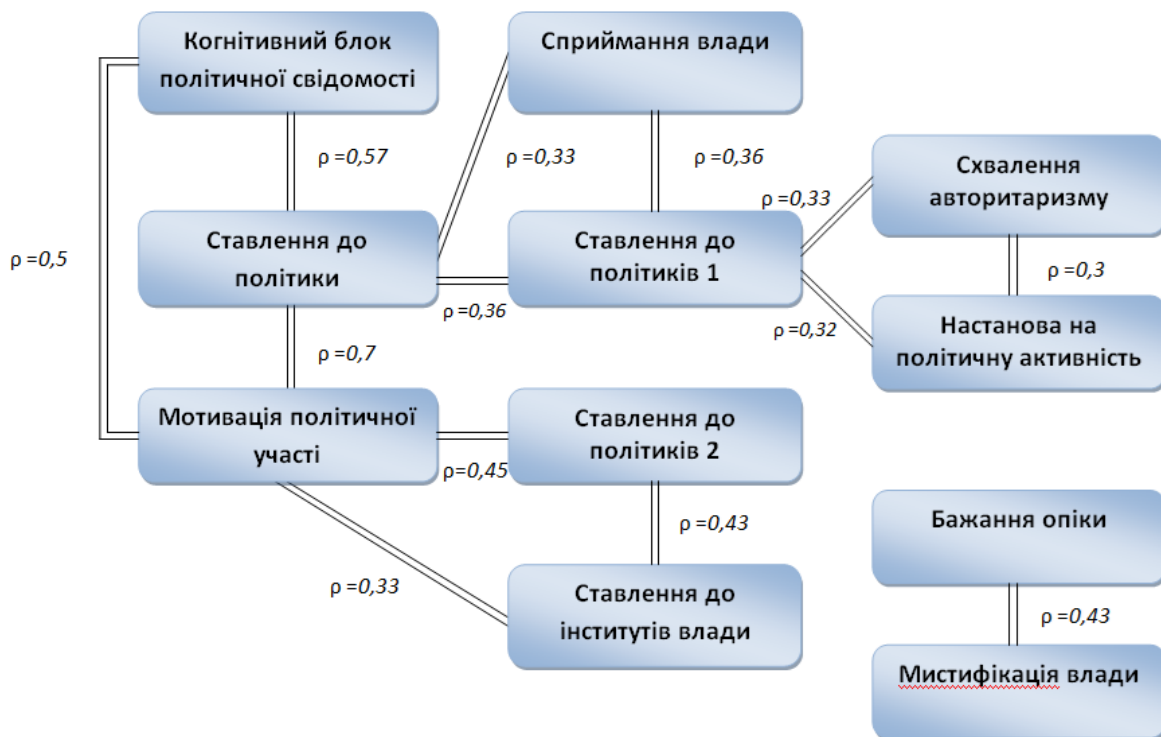 Когнітивний блок
політичної свідомості
Сприймання влади
ρ =0,57
ρ =0,33
ρ =0,36
Схвалення
авторитаризму
ρ =0,33
ρ =0,5
Ставлення до
політики
Ставлення до
політиків 1
ρ =0,3
ρ =0,36
ρ =0,32
Настанова на
політичну активність
ρ =0,7
Мотивація політичної
участі
Ставлення до
політиків 2
ρ=0,45
ρ =0,43
Бажання опіки
ρ =0,33
Ставлення до
інститутів влади
ρ =0,43
Мистифікація влади